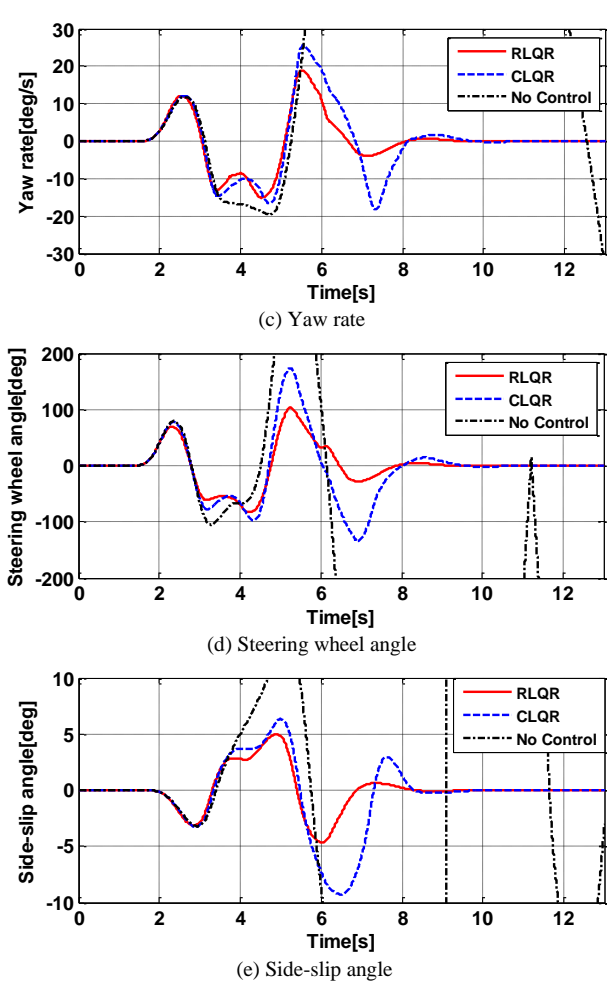 30
20
10
0
-10
-20
-30
Yaw rate[deg/s]
RLQR
CLQR
No Control
0 2 4 6 8 10 12
Time[s]
(c) Yaw rate
200
100
0
-100
-200
Steering wheel angle[deg]
RLQR
CLQR
No Control
0 2 4 6 8 10 12
Time[s]
(d) Steering wheel angle
10
5
0
-5
-10
Side-slip angle[deg]
RLQR
CLQR
No Control
0 2 4 6 8 10 12
Time[s]
(e) Side-slip angle